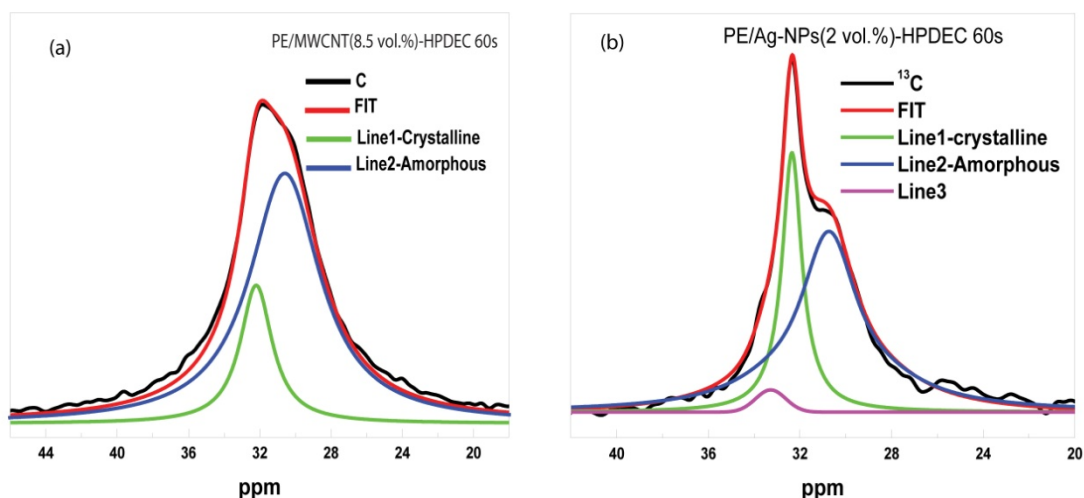 (a)
PE/MWCNT(8.5 vol.%)-HPDEC 60s
C
FIT
Line1-Crystalline
Line2-Amorphous
44 40 36 32 28 24 20
ppm
(b)
PE/Ag-NPs(2 vol.%)-HPDEC 60s
¹³C
FIT
Line1-crystalline
Line2-Amorphous
Line3
40 36 32 28 24 20
ppm